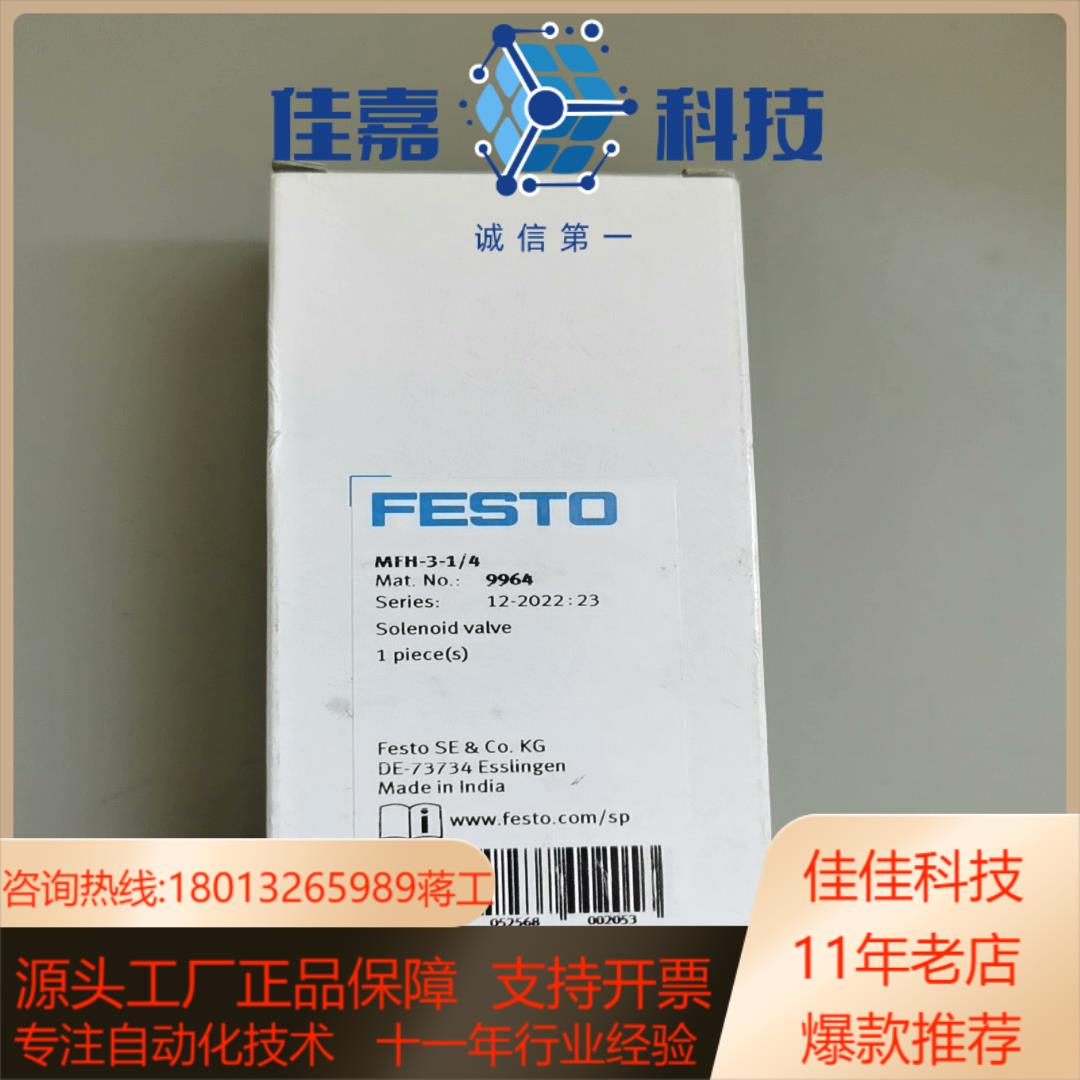 佳嘉科技
诚信第一
FESTO
MFH-3-1/4
Mat. No.: 9964
Series: 12-2022:23
Solenoid valve
1 piece(s)
Festo SE & Co. KG
DE-73734 Esslingen
Made in India
www.festo.com/sp
052568 002053
咨询热线:18013265989蒋工
佳佳科技
11年老店
爆款推荐
源头工厂正品保障 支持开票
专注自动化技术 十一年行业经验